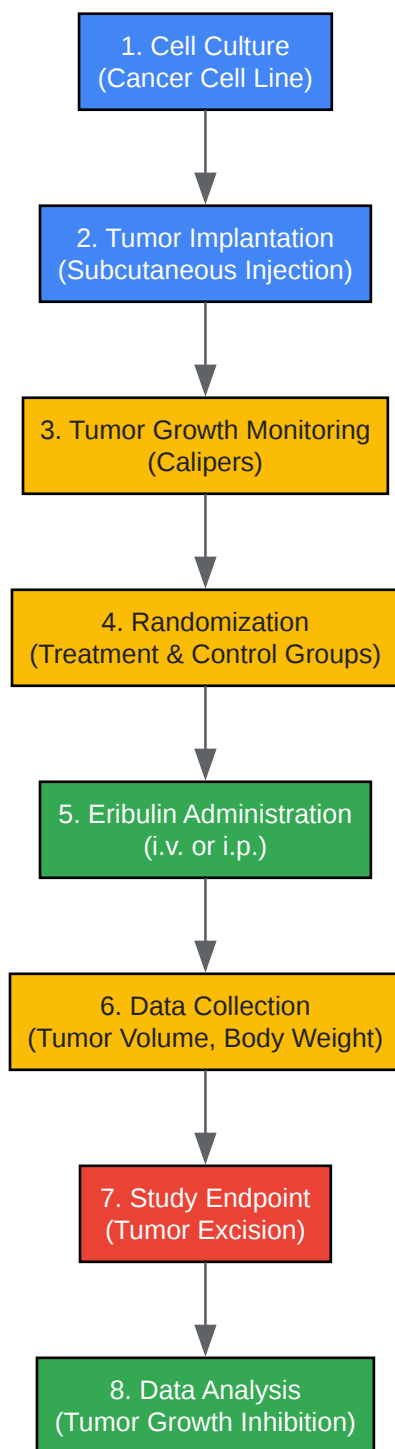 1. Cell Culture
(Cancer Cell Line)
2. Tumor Implantation
(Subcutaneous Injection)
3. Tumor Growth Monitoring
(Calipers)
4. Randomization
(Treatment & Control Groups)
5. Eribulin Administration
(i.v. or i.p.)
6. Data Collection
(Tumor Volume, Body Weight)
7. Study Endpoint
(Tumor Excision)
8. Data Analysis
(Tumor Growth Inhibition)